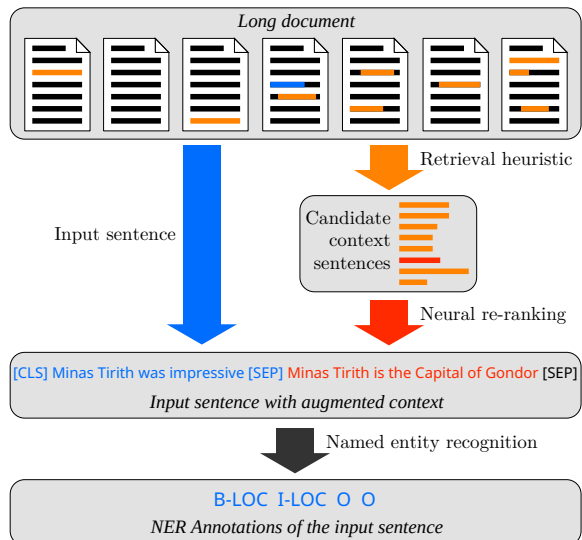 Long document
Retrieval heuristic
Input sentence
Candidate
context
sentences
Neural re-ranking
[CLS] Minas Tirith was impressive [SEP] Minas Tirith is the Capital of Gondor [SEP]
Input sentence with augmented context
Named entity recognition
B-LOC I-LOC O O
NER Annotations of the input sentence